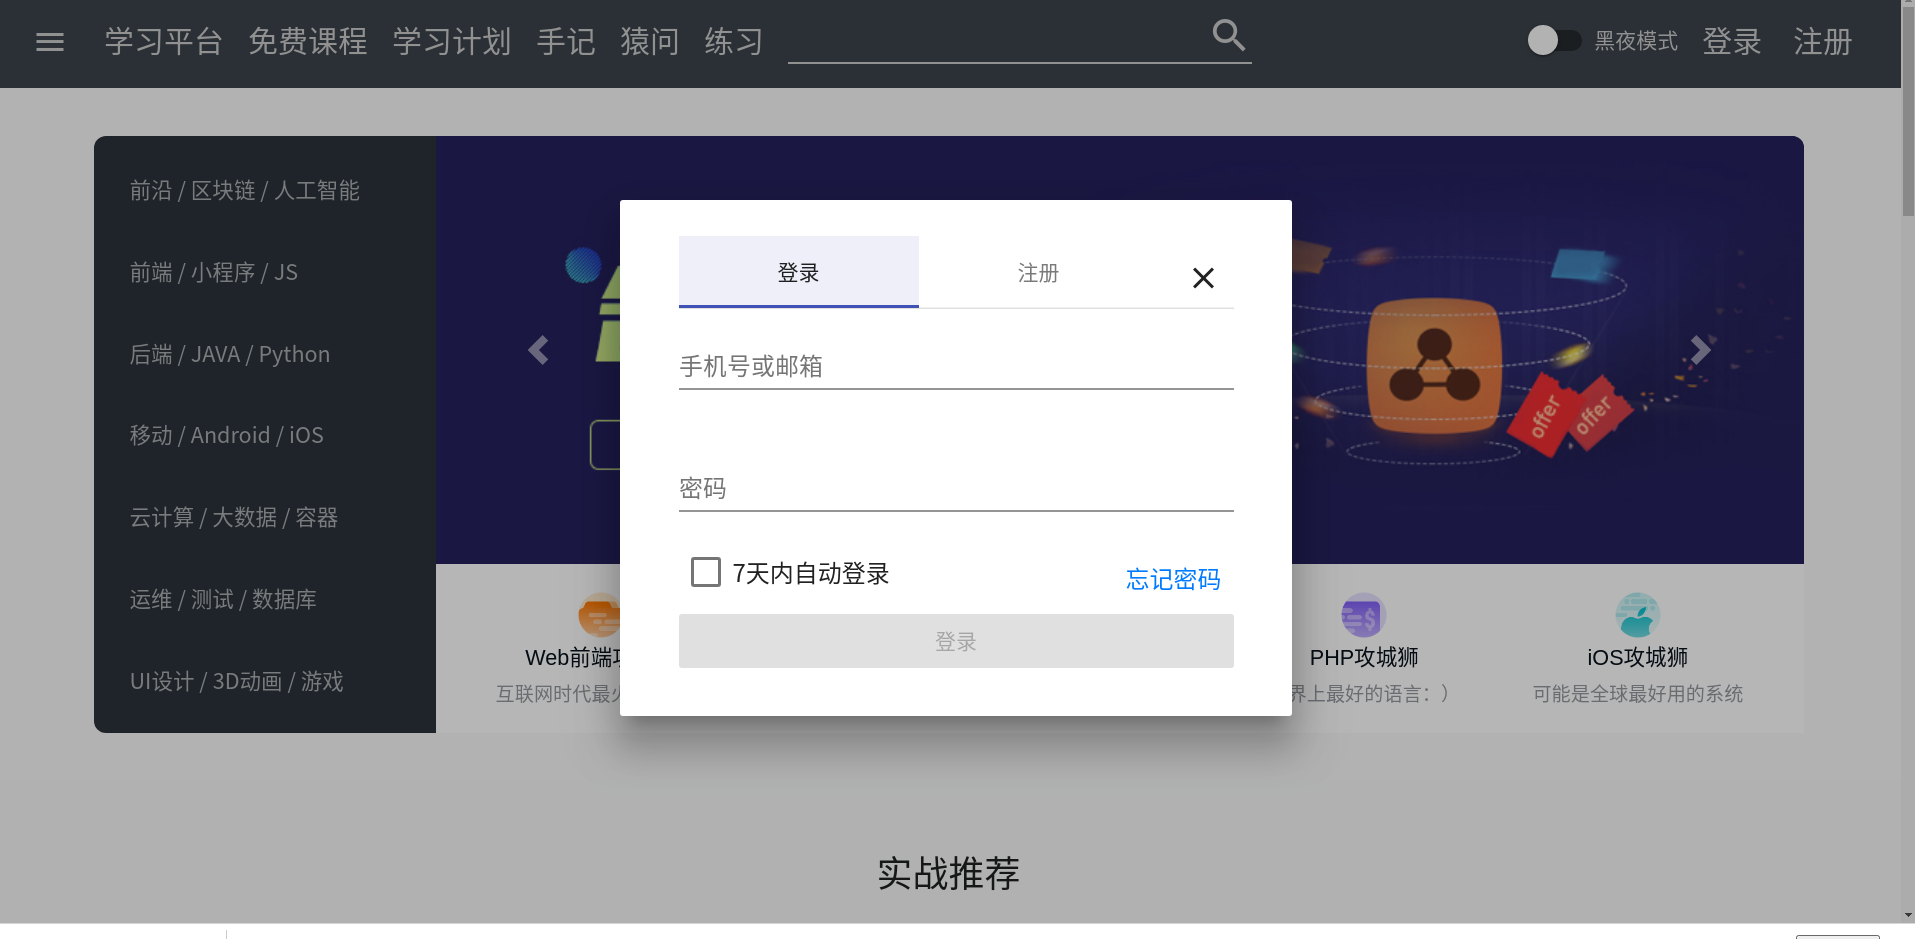 学习平台 免费课程 学习计划 手记 猿问 练习 黑夜模式 登录 注册
前沿 / 区块链 / 人工智能
前端 / 小程序 / JS
后端 / JAVA / Python
移动 / Android / iOS
云计算 / 大数据 / 容器
运维 / 测试 / 数据库
UI设计 / 3D动画 / 游戏
登录 注册
手机号或邮箱
密码
7天内自动登录 忘记密码
登录
offer offer
Web前端 PHP攻城狮 iOS攻城狮
互联网时代最 界上最好的语言：） 可能是全球最好用的系统
实战推荐